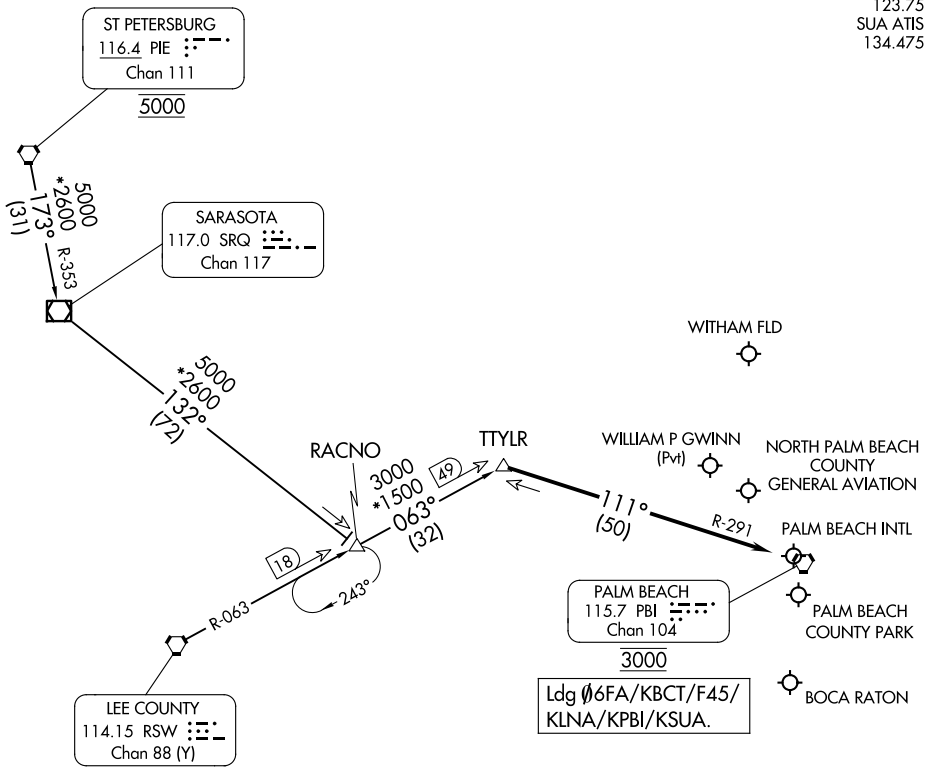 123.75
SUA ATIS
134.475
ST PETERSBURG
116.4 PIE
Chan 111
5000
5000
*2600
173°
(31)
R-353
SARASOTA
117.0 SRQ
Chan 117
5000
*2600
132°
(72)
WITHAM FLD
RACNO
TTYLR
WILLIAM P GWINN
(Pvt)
NORTH PALM BEACH
COUNTY
GENERAL AVIATION
3000
*1500
063°
(32)
49
111°
(50)
R-291
PALM BEACH INTL
18
243°
R-063
PALM BEACH
115.7 PBI
Chan 104
3000
PALM BEACH
COUNTY PARK
Ldg Ø6FA/KBCT/F45/
KLNA/KPBI/KSUA.
BOCA RATON
LEE COUNTY
114.15 RSW
Chan 88 (Y)